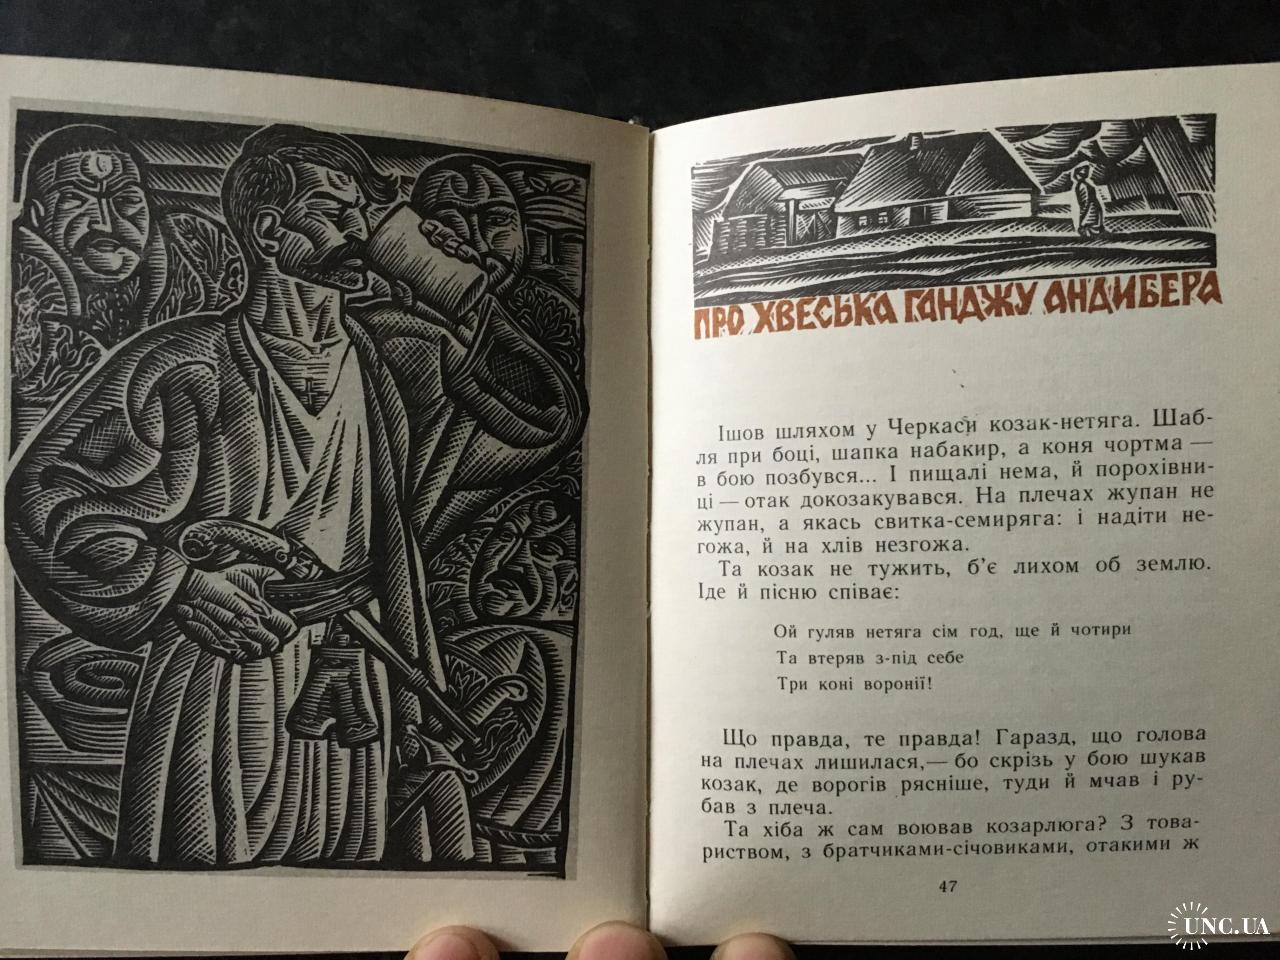 ПРО ХВЕСЬКА ГАНДЖУ АНДИБЕРА
Ішов шляхом у Черкаси козак-нетяга. Шаб-
ля при боці, шапка набакир, а коня чортма —
в бою позбувся... І пищалі нема, й порохівни-
ці — отак докозакувався. На плечах жупан не
жупан, а якась свитка-семиряга: і надіти не-
гожа, й на хлів незгожа.
Та козак не тужить, б’є лихом об землю.
Іде й пісню співає:
Ой гуляв нетяга сім год, ще й чотири
Та втеряв з-під себе
Три коні воронії!
Що правда, те правда! Гаразд, що голова
на плечах лишилася,— бо скрізь у бою шукав
козак, де ворогів рясніше, туди й мчав і ру-
бав з плеча.
Та хіба ж сам воював козарлюга? З това-
риством, з братчиками-січовиками, отакими ж
47
UNC.UA